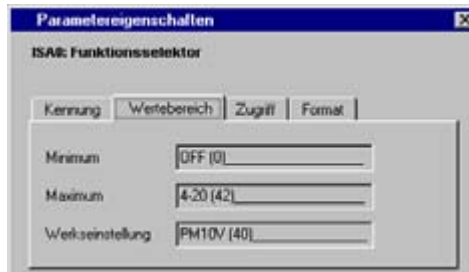 Parametereigenschaften
ISA0: Funktionsselektor
Kennung Wertebereich Zugriff Format
Minimum OFF (0)
Maximum 4-20 (42)
Werkseinstellung PM10V (40)